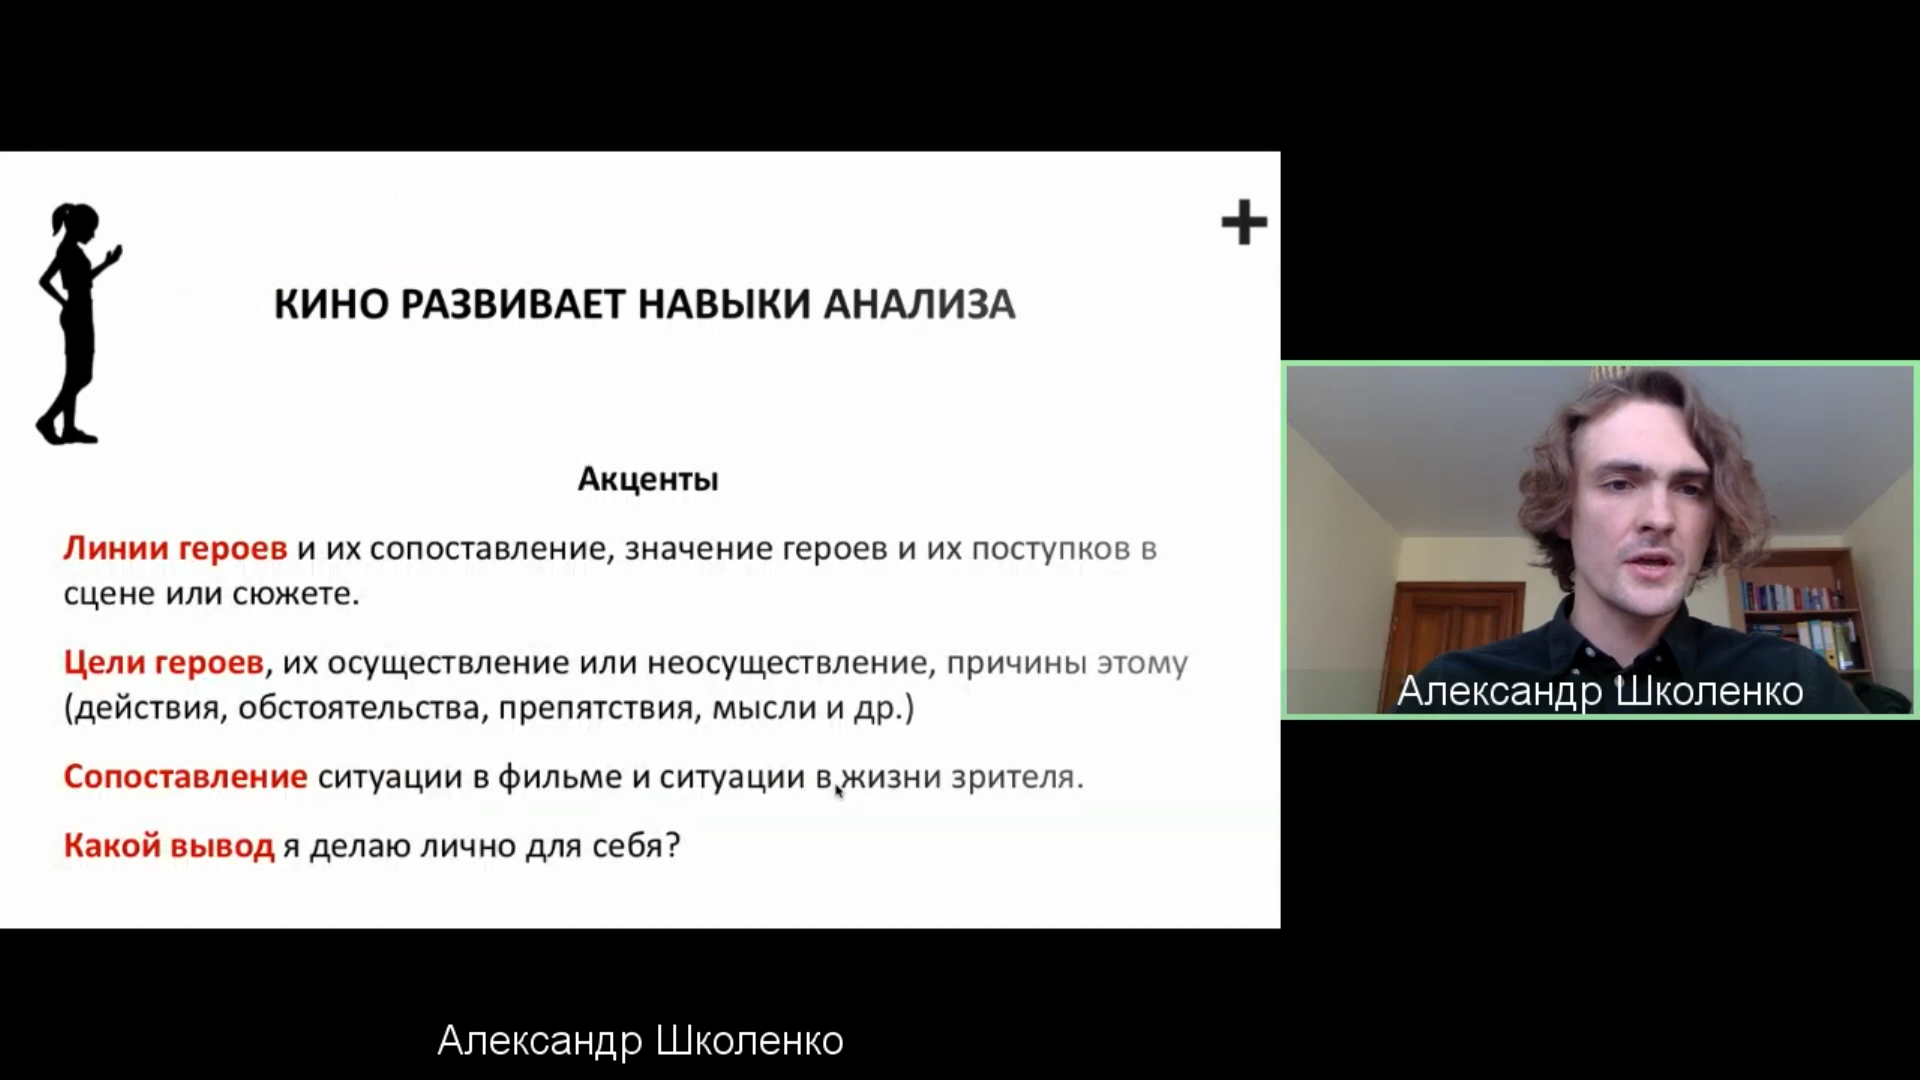 КИНО РАЗВИВАЕТ НАВЫКИ АНАЛИЗА
Акценты
Линии героев и их сопоставление, значение героев и их поступков в
сцене или сюжете.
Цели героев, их осуществление или неосуществление, причины этому
(действия, обстоятельства, препятствия, мысли и др.)
Сопоставление ситуации в фильме и ситуации в жизни зрителя.
Какой вывод я делаю лично для себя?
Александр Школенко
Александр Школенко